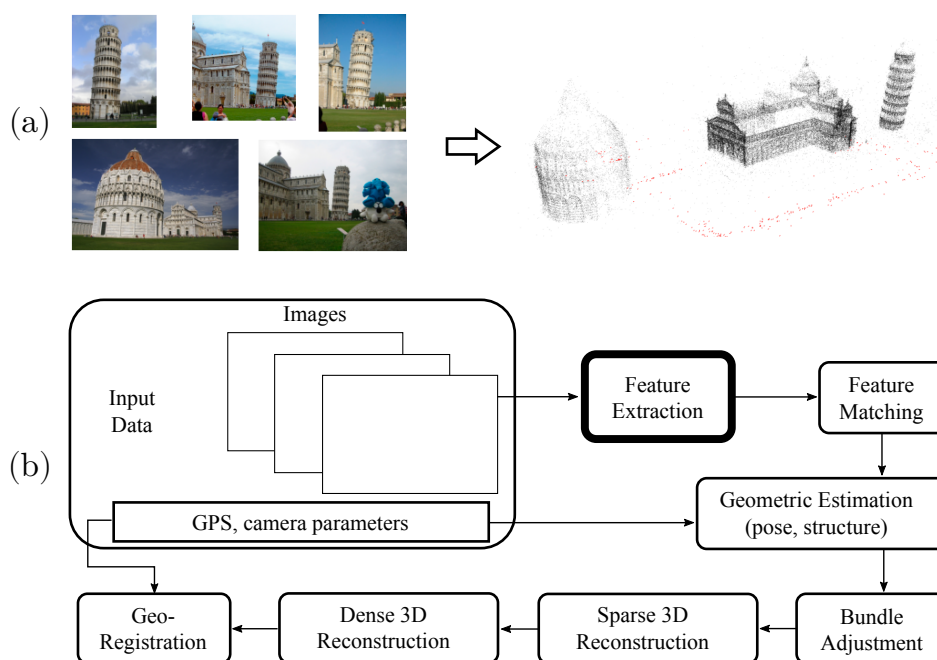 (a)
(b)
Images
Input
Data
Feature
Extraction
Feature
Matching
GPS, camera parameters
Geometric Estimation
(pose, structure)
Geo-
Registration
Dense 3D
Reconstruction
Sparse 3D
Reconstruction
Bundle
Adjustment